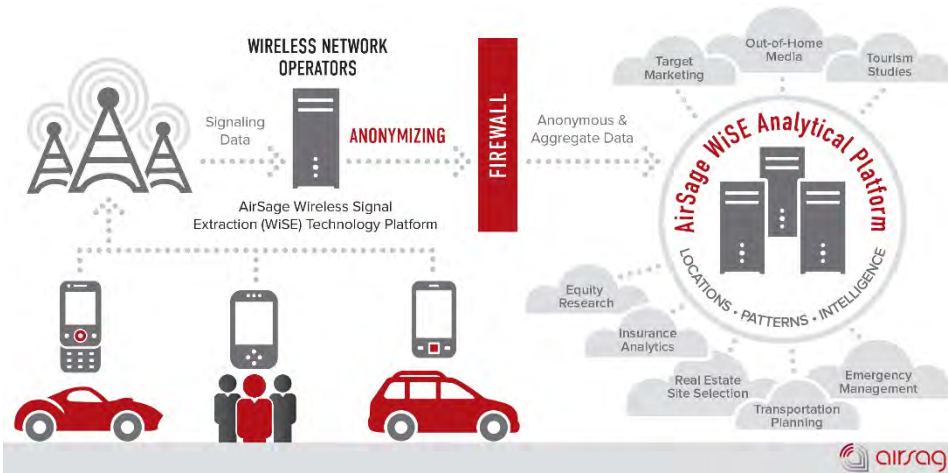 WIRELESS NETWORK
OPERATORS
Signaling
Data
ANONYMIZING
AirSage Wireless Signal
Extraction (WiSE) Technology Platform
FIREWALL
Anonymous &
Aggregate Data
Target
Marketing
Out-of-Home
Media
Tourism
Studies
AirSage WiSE Analytical Platform
LOCATIONS • PATTERNS • INTELLIGENCE
Equity
Research
Insurance
Analytics
Real Estate
Site Selection
Transportation
Planning
Emergency
Management
airsag